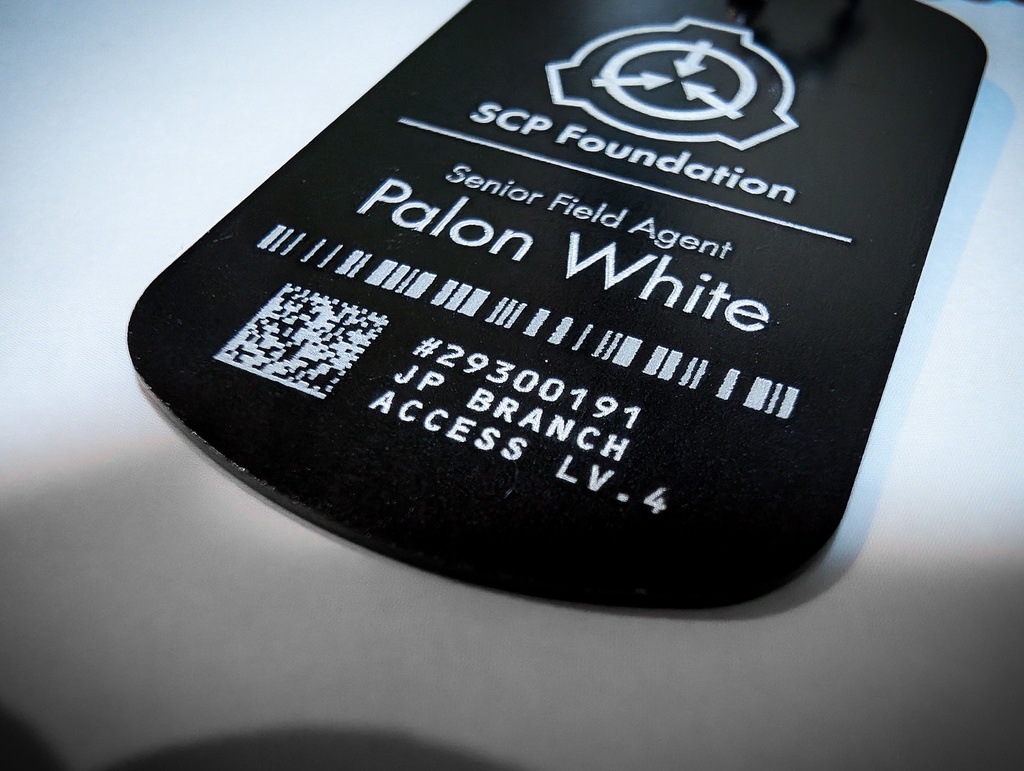 SCP Foundation
Senior Field Agent
Palon White
#29300191
JP BRANCH
ACCESS LV.4